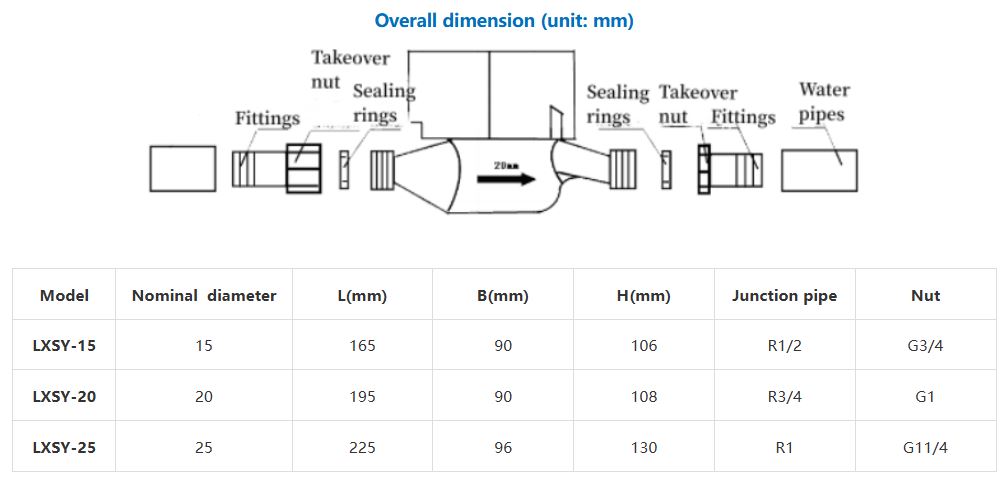 Overall dimension (unit: mm)
Takeover
nut
Sealing
rings
Fittings
Sealing
rings
Takeover
nut
Fittings
Water
pipes
20mm
Model Nominal diameter L(mm) B(mm) H(mm) Junction pipe Nut
LXSY-15 15 165 90 106 R1/2 G3/4
LXSY-20 20 195 90 108 R3/4 G1
LXSY-25 25 225 96 130 R1 G11/4